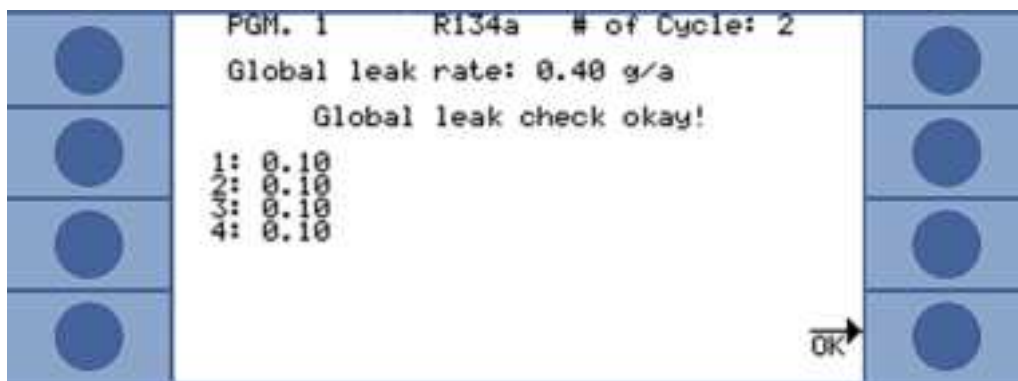 PGM. 1 R134a # of Cycle: 2
Global leak rate: 0.40 g/a
Global leak check okay!
1: 0.10
2: 0.10
3: 0.10
4: 0.10
OK